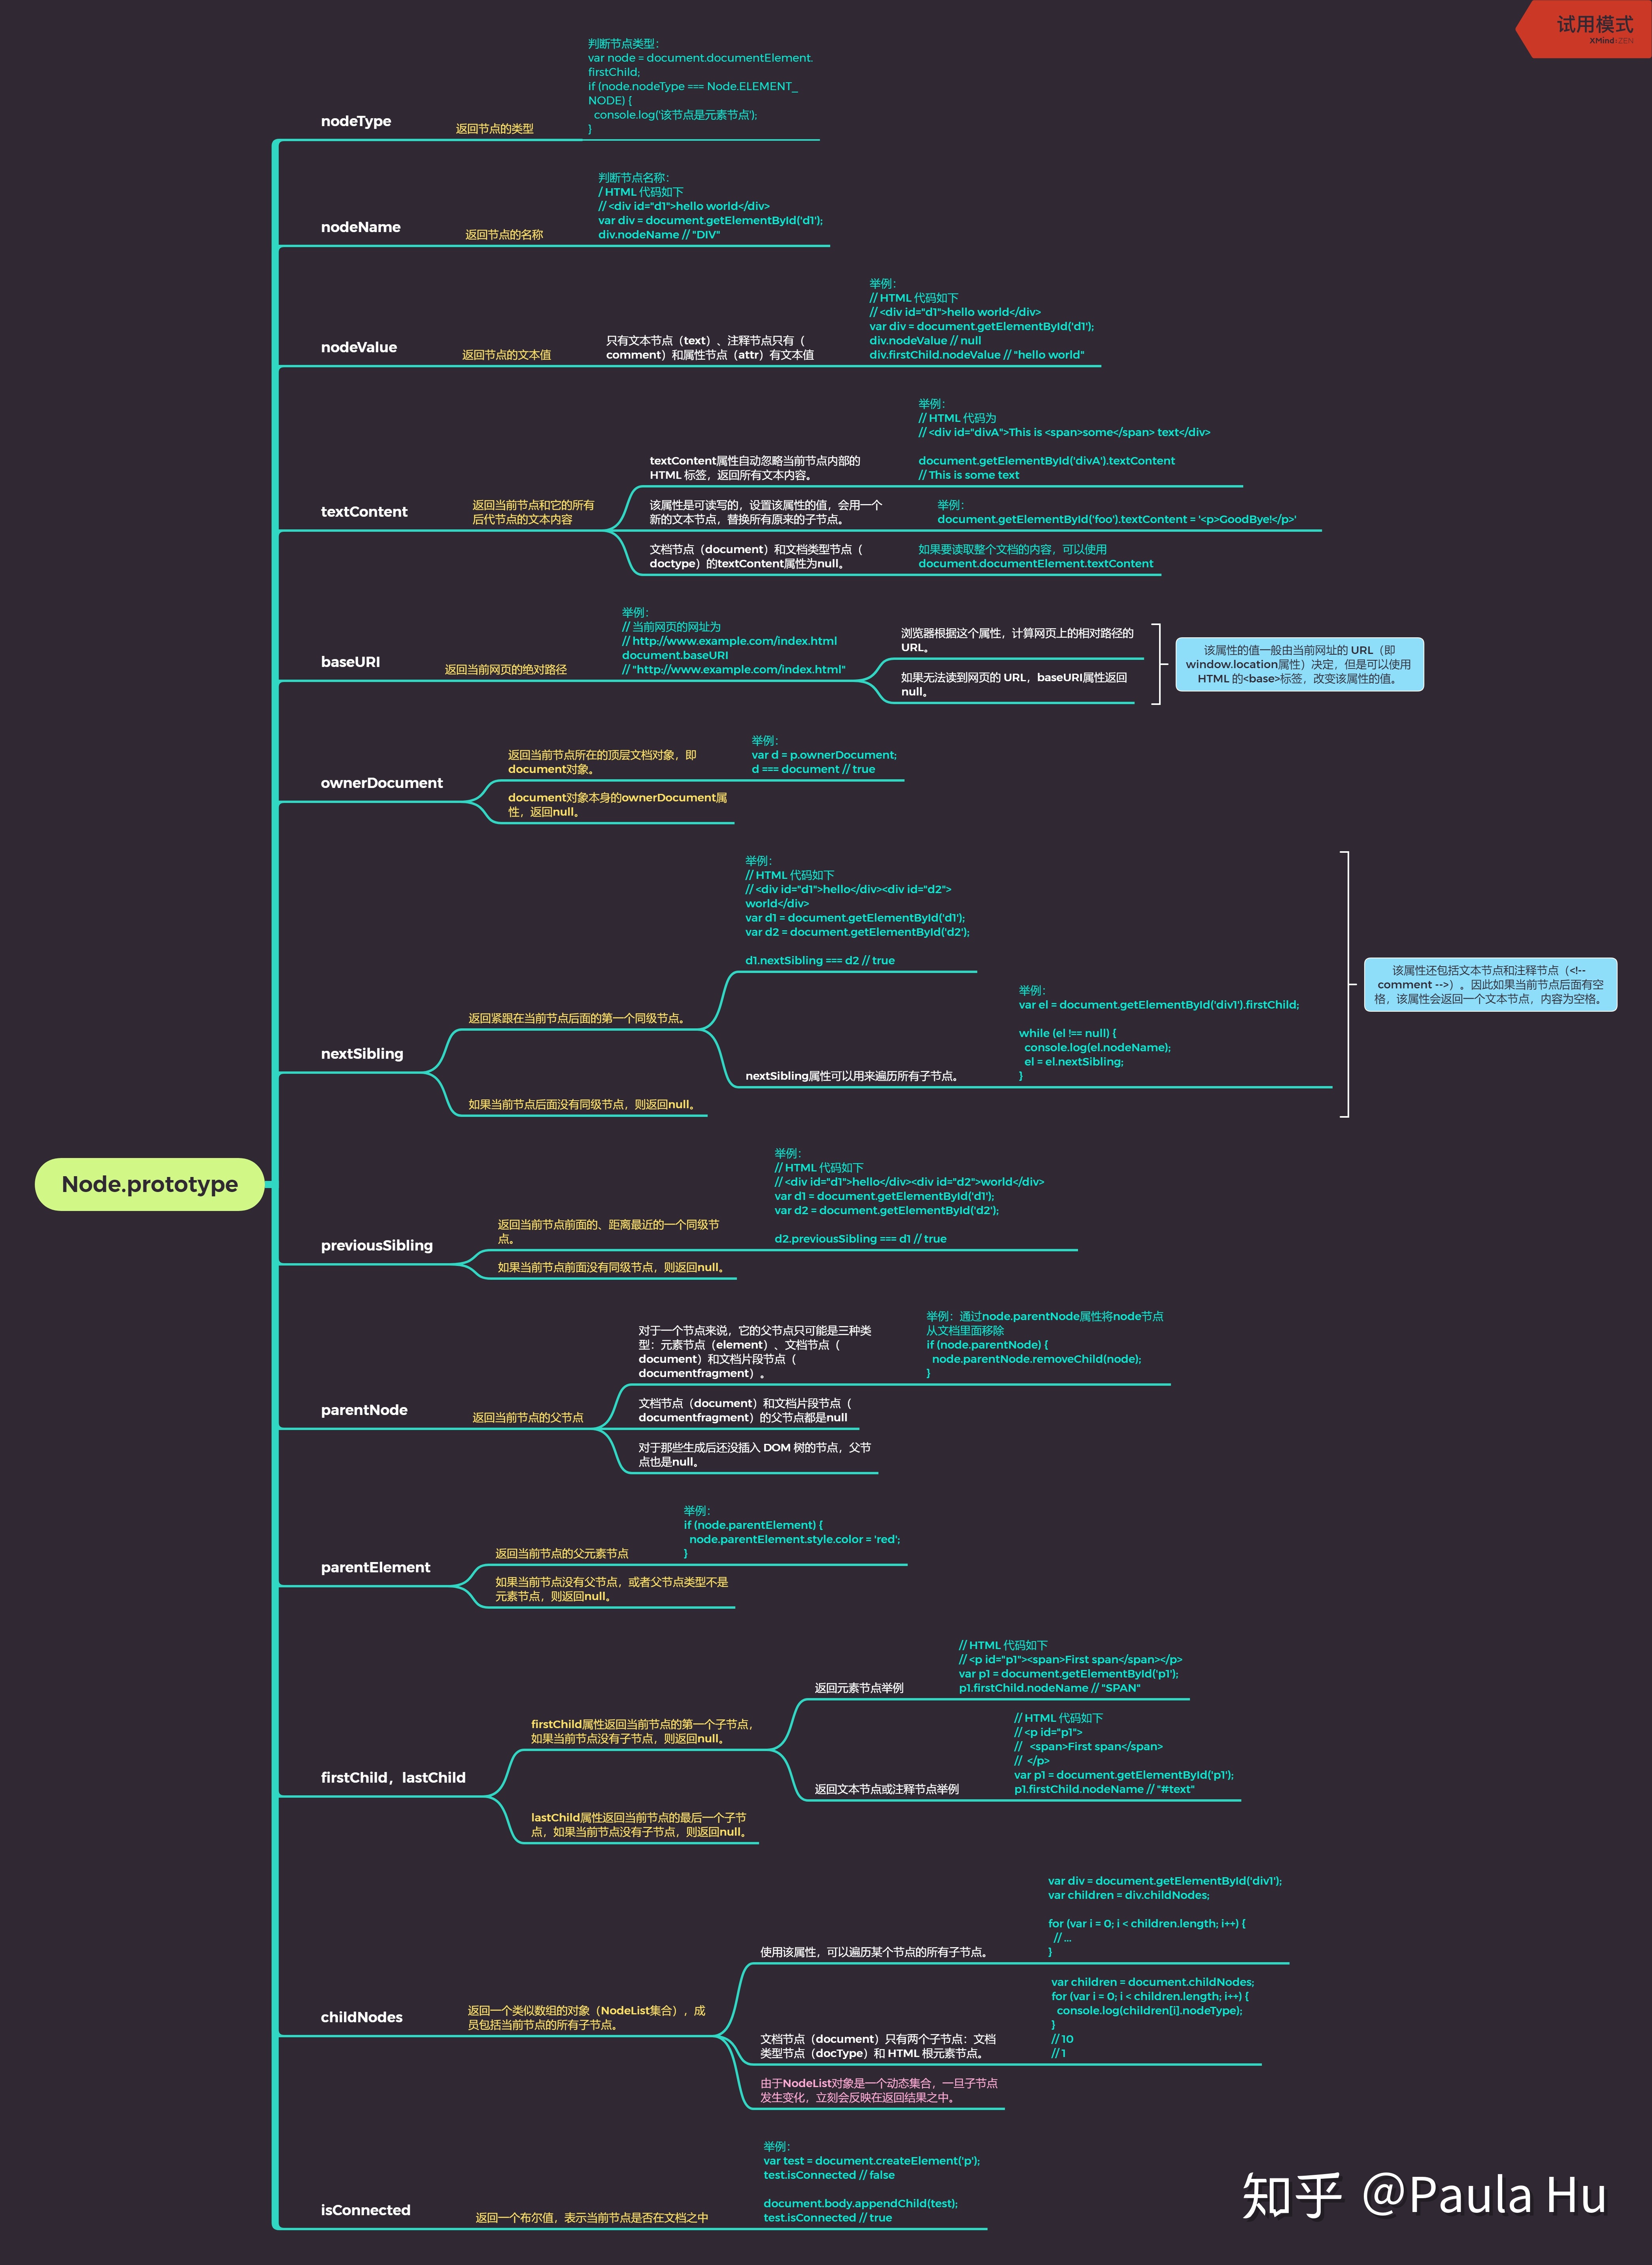 试用模式
XMind:ZEN
Node.prototype
nodeType
返回节点的类型
判断节点类型：
var node = document.documentElement.
firstChild;
if (node.nodeType === Node.ELEMENT_
NODE) {
console.log('该节点是元素节点');
}
nodeName
返回节点的名称
判断节点名称：
/ HTML 代码如下
// <div id="d1">hello world</div>
var div = document.getElementById('d1');
div.nodeName // "DIV"
nodeValue
返回节点的文本值
只有文本节点（text）、注释节点只有（
comment）和属性节点（attr）有文本值
举例：
// HTML 代码如下
// <div id="d1">hello world</div>
var div = document.getElementById('d1');
div.nodeValue // null
div.firstChild.nodeValue // "hello world"
textContent
返回当前节点和它的所有
后代节点的文本内容
textContent属性自动忽略当前节点内部的
HTML 标签，返回所有文本内容。
举例：
// HTML 代码为
// <div id="divA">This is <span>some</span> text</div>
document.getElementById('divA').textContent
// This is some text
该属性是可读写的，设置该属性的值，会用一个
新的文本节点，替换所有原来的子节点。
举例：
document.getElementById('foo').textContent = '<p>GoodBye!</p>'
文档节点（document）和文档类型节点（
doctype）的textContent属性为null。
如果要读取整个文档的内容，可以使用
document.documentElement.textContent
baseURI
返回当前网页的绝对路径
举例：
// 当前网页的网址为
// http://www.example.com/index.html
document.baseURI
// "http://www.example.com/index.html"
浏览器根据这个属性，计算网页上的相对路径的
URL。
如果无法读到网页的 URL，baseURI属性返回
null。
该属性的值一般由当前网址的 URL（即
window.location属性）决定，但是可以使用
HTML 的<base>标签，改变该属性的值。
ownerDocument
返回当前节点所在的顶层文档对象，即
document对象。
举例：
var d = p.ownerDocument;
d === document // true
document对象本身的ownerDocument属
性，返回null。
nextSibling
返回紧跟在当前节点后面的第一个同级节点。
举例：
// HTML 代码如下
// <div id="d1">hello</div><div id="d2">
world</div>
var d1 = document.getElementById('d1');
var d2 = document.getElementById('d2');
d1.nextSibling === d2 // true
nextSibling属性可以用来遍历所有子节点。
举例：
var el = document.getElementById('div1').firstChild;
while (el !== null) {
console.log(el.nodeName);
el = el.nextSibling;
}
如果当前节点后面没有同级节点，则返回null。
该属性还包括文本节点和注释节点（<!--
comment -->）。因此如果当前节点后面有空
格，该属性会返回一个文本节点，内容为空格。
previousSibling
返回当前节点前面的、距离最近的一个同级节
点。
举例：
// HTML 代码如下
// <div id="d1">hello</div><div id="d2">world</div>
var d1 = document.getElementById('d1');
var d2 = document.getElementById('d2');
d2.previousSibling === d1 // true
如果当前节点前面没有同级节点，则返回null。
parentNode
返回当前节点的父节点
对于一个节点来说，它的父节点只可能是三种类
型：元素节点（element）、文档节点（
document）和文档片段节点（
documentfragment）。
举例：通过node.parentNode属性将node节点
从文档里面移除
if (node.parentNode) {
node.parentNode.removeChild(node);
}
文档节点（document）和文档片段节点（
documentfragment）的父节点都是null
对于那些生成后还没插入 DOM 树的节点，父节
点也是null。
parentElement
返回当前节点的父元素节点
举例：
if (node.parentElement) {
node.parentElement.style.color = 'red';
}
如果当前节点没有父节点，或者父节点类型不是
元素节点，则返回null。
firstChild，lastChild
firstChild属性返回当前节点的第一个子节点，
如果当前节点没有子节点，则返回null。
返回元素节点举例
// HTML 代码如下
// <p id="p1"><span>First span</span></p>
var p1 = document.getElementById('p1');
p1.firstChild.nodeName // "SPAN"
返回文本节点或注释节点举例
// HTML 代码如下
// <p id="p1">
// <span>First span</span>
// </p>
var p1 = document.getElementById('p1');
p1.firstChild.nodeName // "#text"
lastChild属性返回当前节点的最后一个子节
点，如果当前节点没有子节点，则返回null。
childNodes
返回一个类似数组的对象（NodeList集合），成
员包括当前节点的所有子节点。
使用该属性，可以遍历某个节点的所有子节点。
var div = document.getElementById('div1');
var children = div.childNodes;
for (var i = 0; i < children.length; i++) {
// ...
}
文档节点（document）只有两个子节点：文档
类型节点（docType）和 HTML 根元素节点。
var children = document.childNodes;
for (var i = 0; i < children.length; i++) {
console.log(children[i].nodeType);
}
// 10
// 1
由于NodeList对象是一个动态集合，一旦子节点
发生变化，立刻会反映在返回结果之中。
isConnected
返回一个布尔值，表示当前节点是否在文档之中
举例：
var test = document.createElement('p');
test.isConnected // false
document.body.appendChild(test);
test.isConnected // true
知乎 @Paula Hu